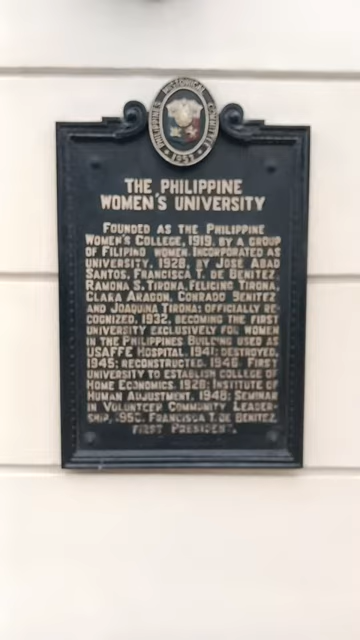 PHILIPPINES HISTORICAL COMMITTEE
1952
THE PHILIPPINE
WOMEN'S UNIVERSITY
FOUNDED AS THE PHILIPPINE
WOMEN'S COLLEGE, 1919, BY A GROUP
OF FILIPINO WOMEN. INCORPORATED AS
UNIVERSITY, 1928, BY JOSE ABAD
SANTOS, FRANCISCA T. DE BENITEZ,
RAMONA S. TIRONA, FELICING TIRONA,
CLARA ARAGON, CONRADO BENITEZ
AND JOAQUINA TIRONA; OFFICIALLY RE-
COGNIZED, 1932, BECOMING THE FIRST
UNIVERSITY EXCLUSIVELY FOR WOMEN
IN THE PHILIPPINES BUILDING USED AS
USAFFE HOSPITAL, 1941; DESTROYED,
1945; RECONSTRUCTED, 1946. FIRST
UNIVERSITY TO ESTABLISH COLLEGE OF
HOME ECONOMICS, 1928; INSTITUTE OF
HUMAN ADJUSTMENT, 1948; SEMINAR
IN VOLUNTEER COMMUNITY LEADER-
SHIP, 1950. FRANCISCA T. DE BENITEZ,
FIRST PRESIDENT.